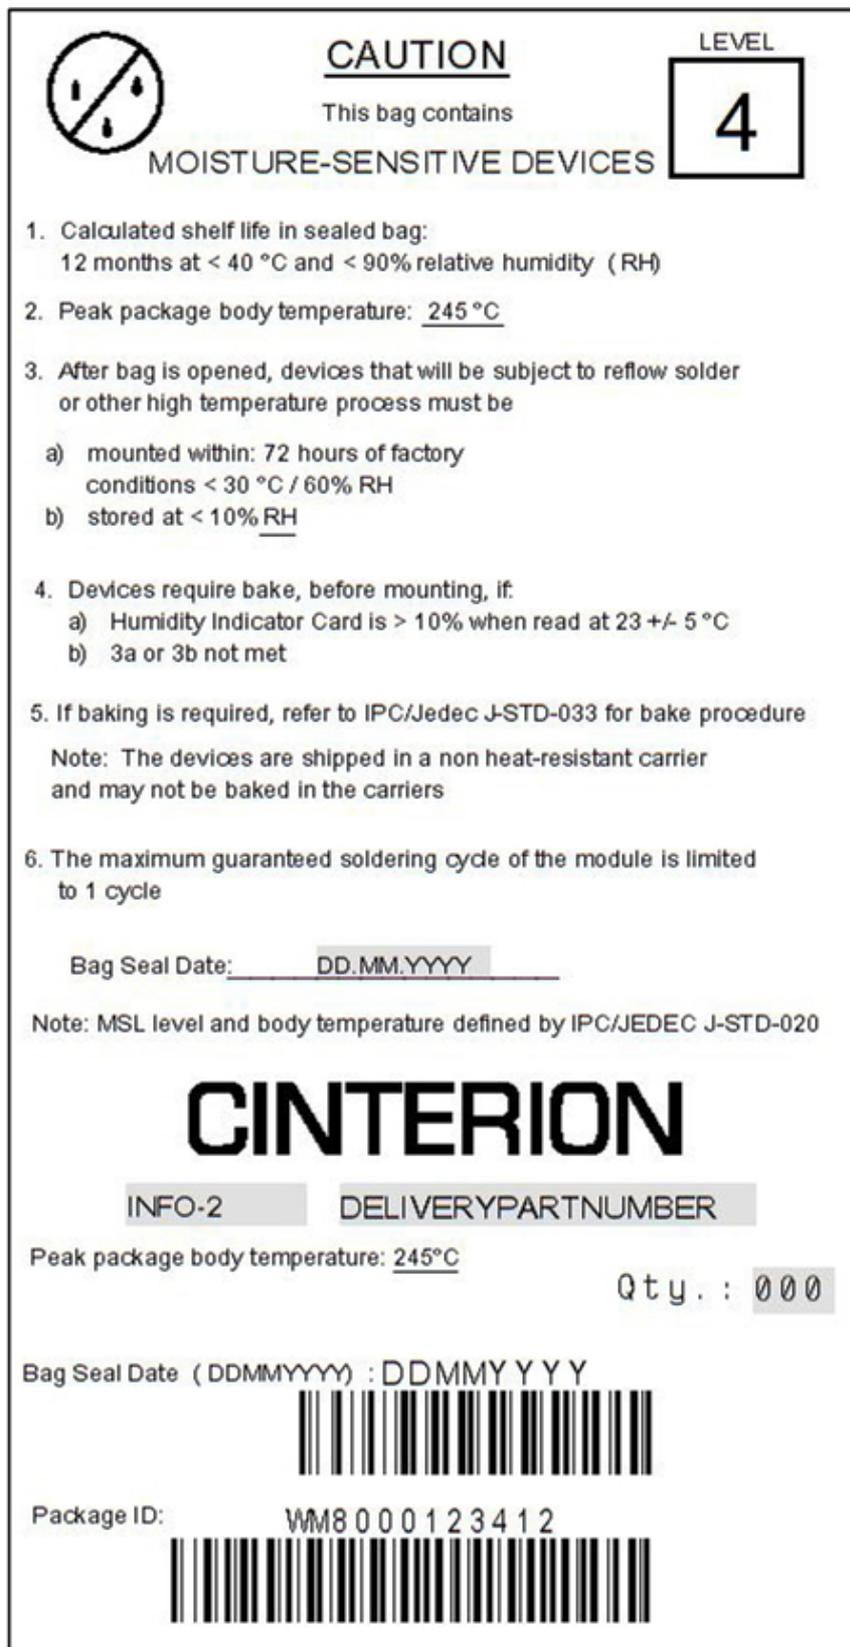 LEVEL
CAUTION
4
This bag contains
MOISTURE-SENSITIVE DEVICES
1. Calculated shelf life in sealed bag:
12 months at < 40 °C and < 90% relative humidity ( RH)
2. Peak package body temperature: 245 °C
3. After bag is opened, devices that will be subject to reflow solder
or other high temperature process must be
a) mounted within: 72 hours of factory
conditions < 30 °C / 60% RH
b) stored at < 10% RH
4. Devices require bake, before mounting, if:
a) Humidity Indicator Card is > 10% when read at 23 +/- 5 °C
b) 3a or 3b not met
5. If baking is required, refer to IPC/Jedec J-STD-033 for bake procedure
Note: The devices are shipped in a non heat-resistant carrier
and may not be baked in the carriers
6. The maximum guaranteed soldering cycle of the module is limited
to 1 cycle
Bag Seal Date: DD.MM.YYYY
Note: MSL level and body temperature defined by IPC/JEDEC J-STD-020
CINTERION
INFO-2 DELIVERYPARTNUMBER
Peak package body temperature: 245°C
Qty.: 000
Bag Seal Date ( DDMMYYYY) : DDMMYYYY
Package ID: WM8000123412